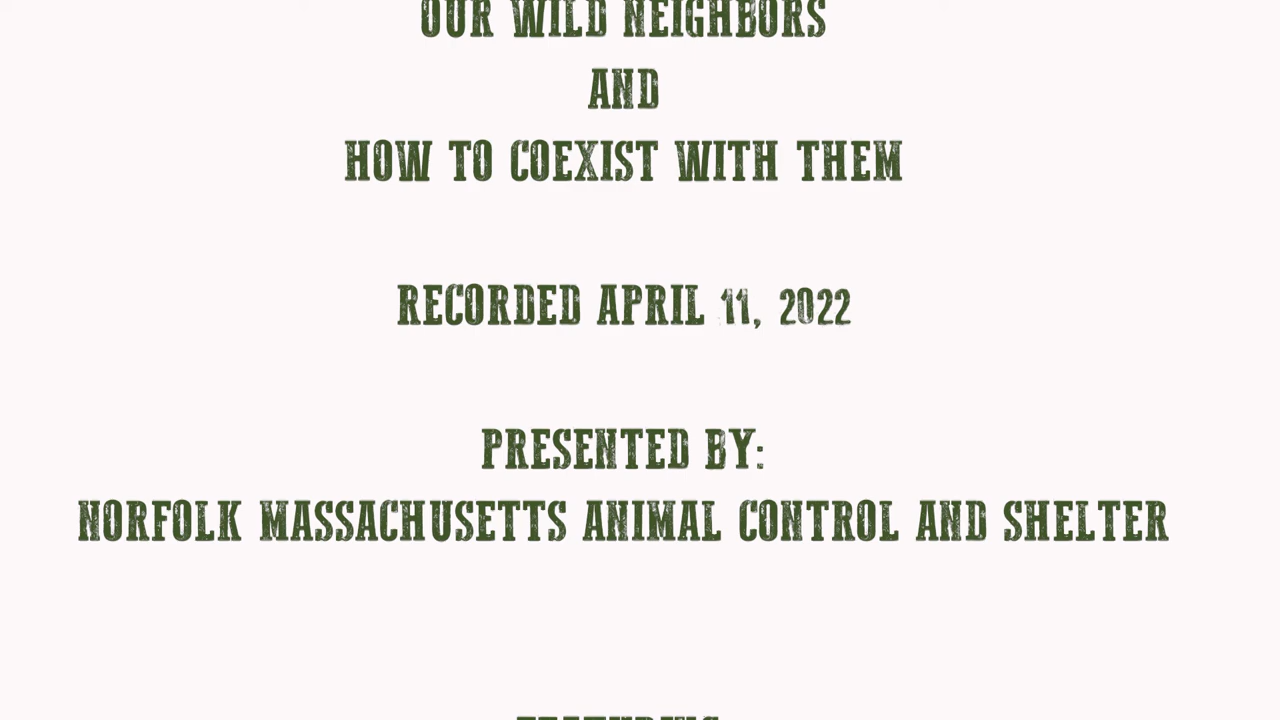 OUR WILD NEIGHBORS
AND
HOW TO COEXIST WITH THEM
RECORDED APRIL 11, 2022
PRESENTED BY:
NORFOLK MASSACHUSETTS ANIMAL CONTROL AND SHELTER